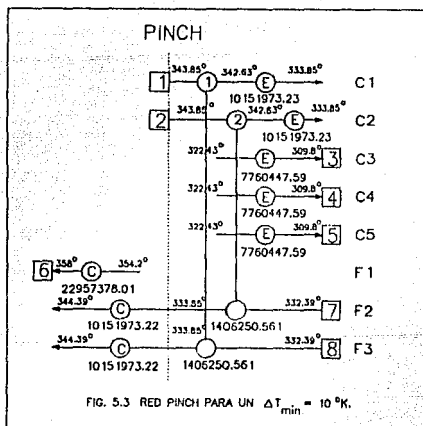 PINCH
343.85° 342.63° 333.85°
1 1 E C 1
10151973.23
343.85° 342.63° 333.85°
2 2 E C2
10151973.23
322.43° 309.8°
E 3 C3
7760447.59
322.43° 309.8°
E 4 C4
7760447.59
322.43° 309.8°
E 5 C5
7760447.59
6 358° 354.2° F1
C
22957378.01
344.39° 333.85° 332.39°
C 7 F2
10151973.22 1406250.561
344.39° 333.85° 332.39°
C 8 F3
10151973.22 1406250.561
FIG. 5.3 RED PINCH PARA UN ΔT min = 10 °K.